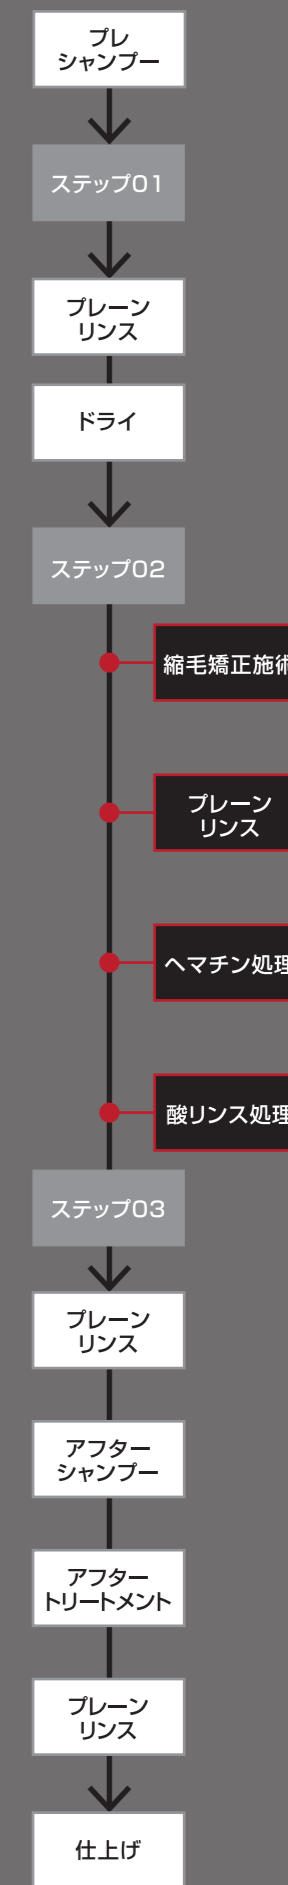 プレ
シャンプー
ステップ01
プレーン
リンス
ドライ
ステップ02
縮毛矯正施術
プレーン
リンス
ヘマチン処理
酸リンス処理
ステップ03
プレーン
リンス
アフター
シャンプー
アフター
トリートメント
プレーン
リンス
仕上げ